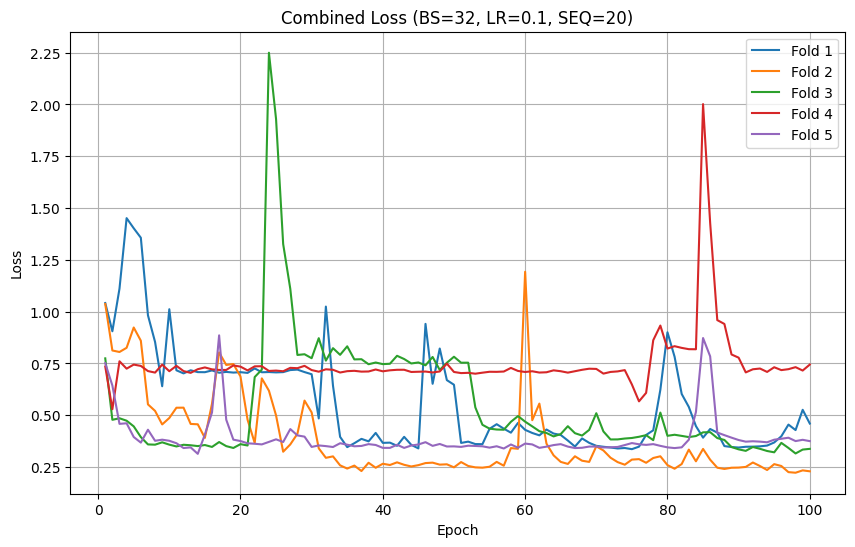 Combined Loss (BS=32, LR=0.1, SEQ=20)
Loss
2.25
2.00
1.75
1.50
1.25
1.00
0.75
0.50
0.25
Fold 1
Fold 2
Fold 3
Fold 4
Fold 5
0
20
40
60
80
100
Epoch